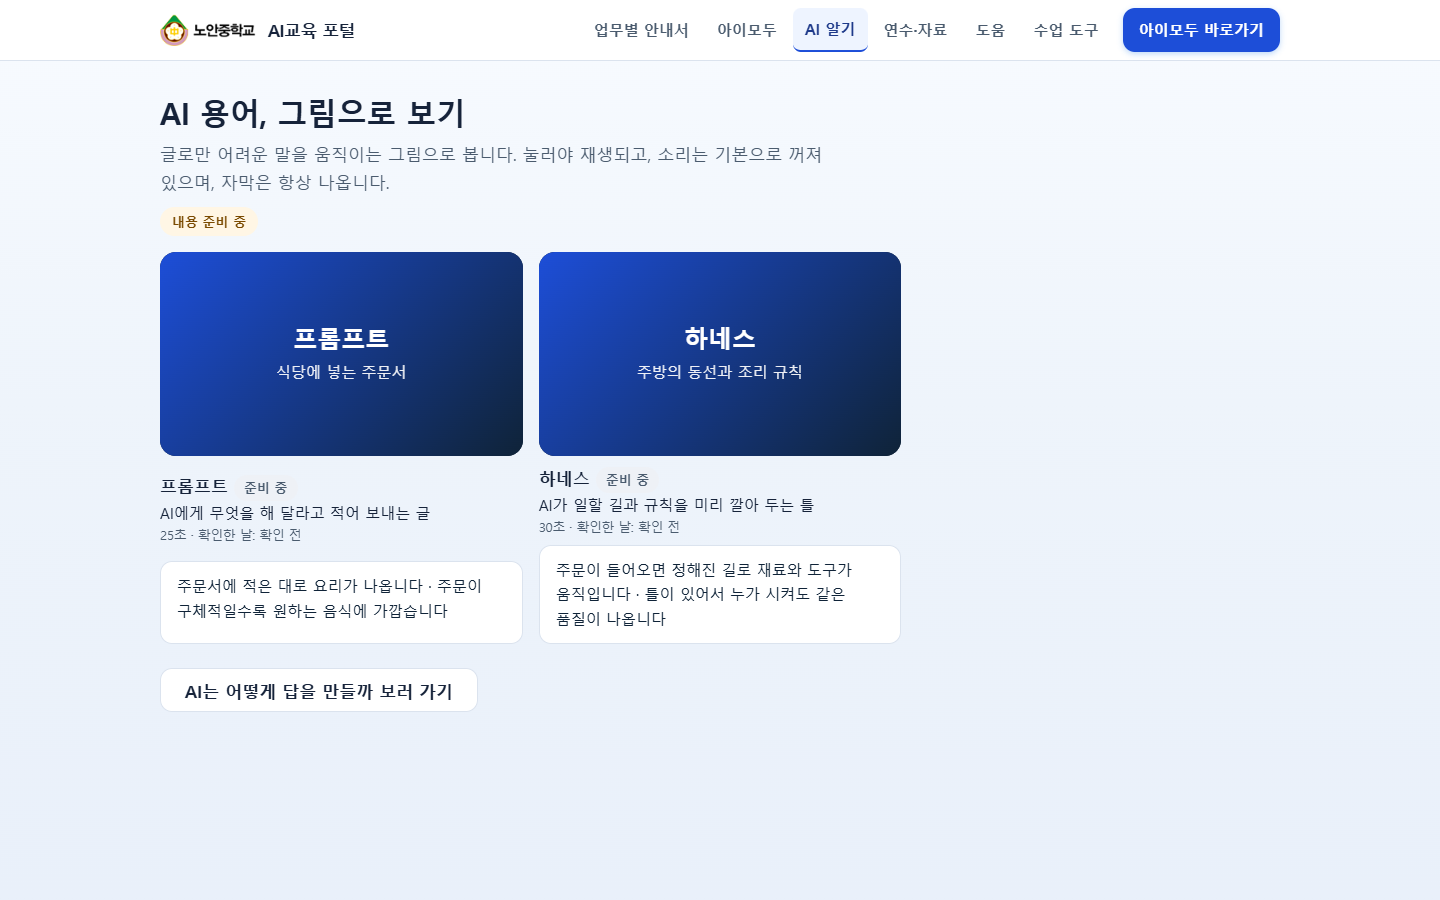 노안중학교 AI교육 포털 업무별 안내서 아이모두 AI 알기 연수·자료 도움 수업 도구 아이모두 바로가기
AI 용어, 그림으로 보기
글로만 어려운 말을 움직이는 그림으로 봅니다. 눌러야 재생되고, 소리는 기본으로 꺼져
있으며, 자막은 항상 나옵니다.
내용 준비 중
프롬프트
식당에 넣는 주문서
프롬프트 준비 중
AI에게 무엇을 해 달라고 적어 보내는 글
25초 · 확인한 날: 확인 전
주문서에 적은 대로 요리가 나옵니다 · 주문이
구체적일수록 원하는 음식에 가깝습니다
하네스
주방의 동선과 조리 규칙
하네스 준비 중
AI가 일할 길과 규칙을 미리 깔아 두는 틀
30초 · 확인한 날: 확인 전
주문이 들어오면 정해진 길로 재료와 도구가
움직입니다 · 틀이 있어서 누가 시켜도 같은
품질이 나옵니다
AI는 어떻게 답을 만들까 보러 가기